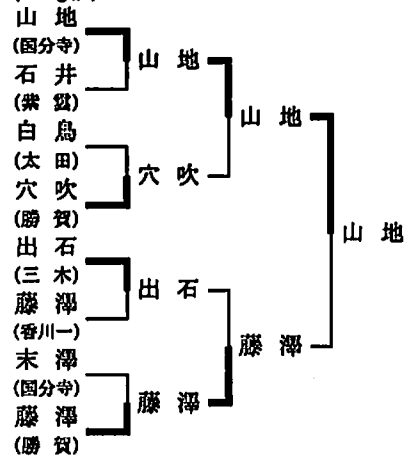 山地
(国分寺)
石井
(紫雲)
白鳥
(太田)
穴吹
(勝賀)
出石
(三木)
藤澤
(香川一)
末澤
(国分寺)
藤澤
(勝賀)
山地
穴吹
出石
藤澤
山地
藤澤
山地